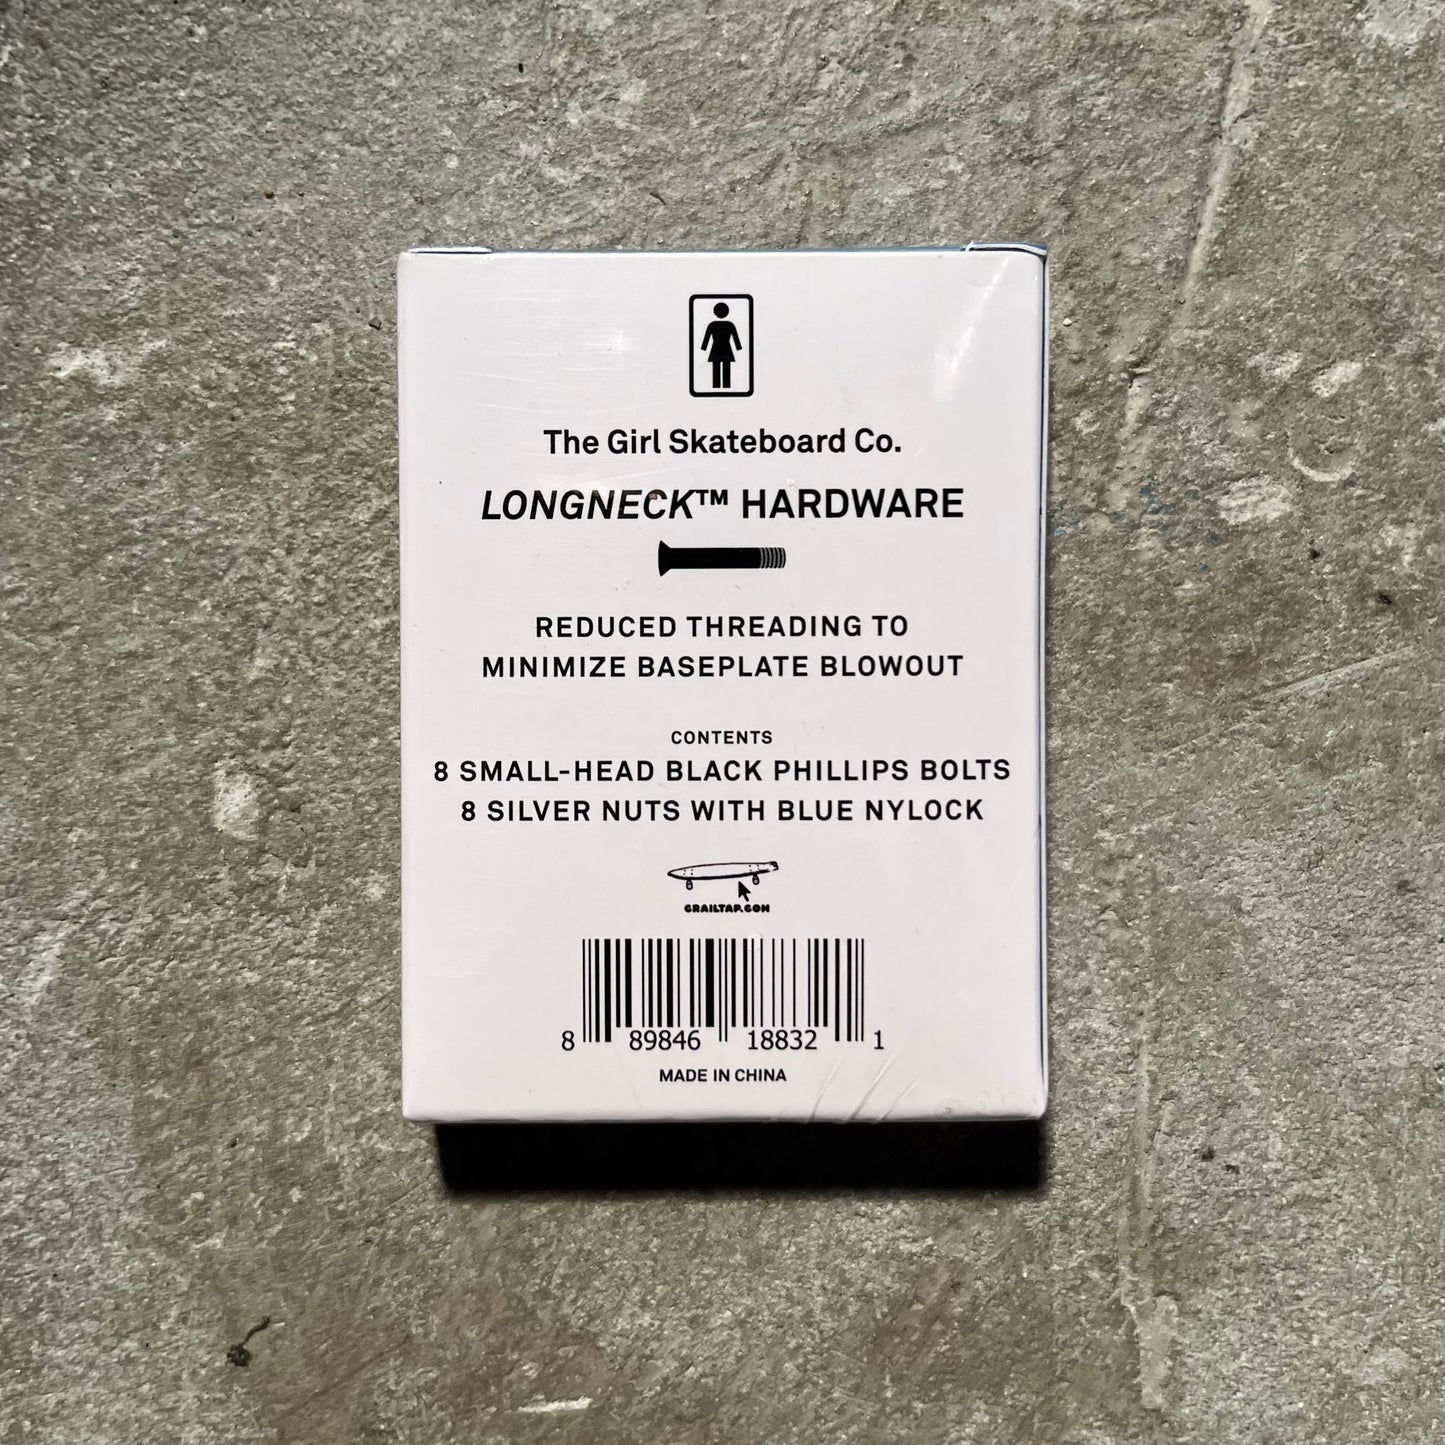 The Girl Skateboard Co.
LONGNECK™ HARDWARE
REDUCED THREADING TO
MINIMIZE BASEPLATE BLOWOUT
CONTENTS
8 SMALL-HEAD BLACK PHILLIPS BOLTS
8 SILVER NUTS WITH BLUE NYLOCK
CRAILTAP.COM
8 89846 18832 1
MADE IN CHINA